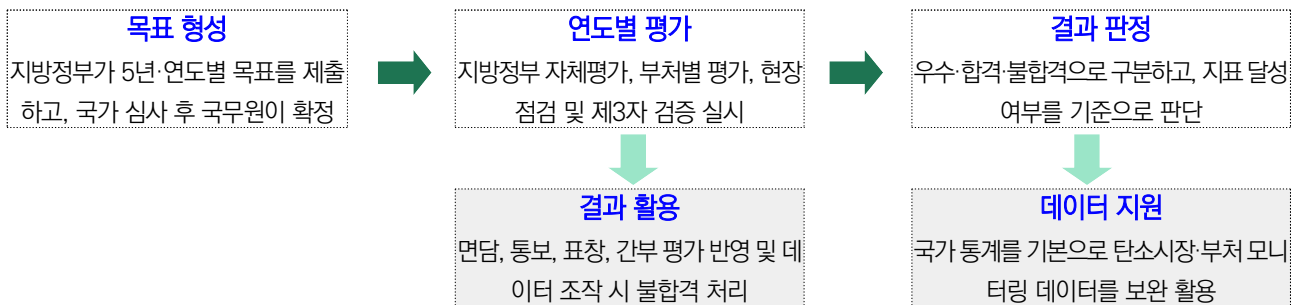 목표 형성
지방정부가 5년·연도별 목표를 제출
하고, 국가 심사 후 국무원이 확정
연도별 평가
지방정부 자체평가, 부처별 평가, 현장
점검 및 제3자 검증 실시
결과 판정
우수·합격·불합격으로 구분하고, 지표 달성
여부를 기준으로 판단
결과 활용
면담, 통보, 표창, 간부 평가 반영 및 데
이터 조작 시 불합격 처리
데이터 지원
국가 통계를 기본으로 탄소시장·부처 모니
터링 데이터를 보완 활용